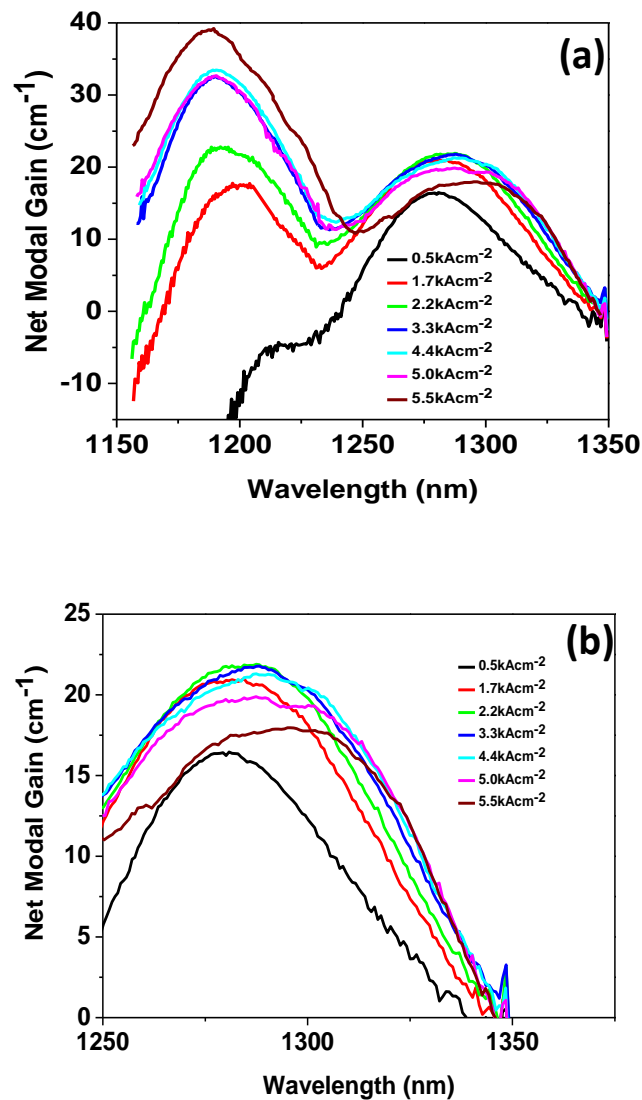 (a)
Net Modal Gain (cm⁻¹)
40
30
20
10
0
-10
0.5kAcm⁻²
1.7kAcm⁻²
2.2kAcm⁻²
3.3kAcm⁻²
4.4kAcm⁻²
5.0kAcm⁻²
5.5kAcm⁻²
1150 1200 1250 1300 1350
Wavelength (nm)
(b)
Net Modal Gain (cm⁻¹)
25
20
15
10
5
0
0.5kAcm⁻²
1.7kAcm⁻²
2.2kAcm⁻²
3.3kAcm⁻²
4.4kAcm⁻²
5.0kAcm⁻²
5.5kAcm⁻²
1250 1300 1350
Wavelength (nm)